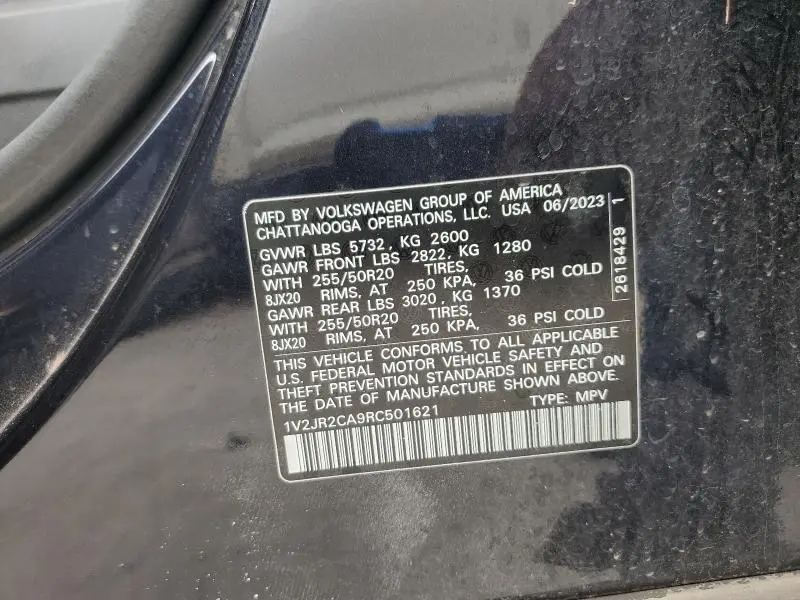 MFD BY VOLKSWAGEN GROUP OF AMERICA
CHATTANOOGA OPERATIONS, LLC. USA 06/2023
GVWR LBS 5732, KG 2600
GAWR FRONT LBS 2822, KG 1280
WITH 255/50R20 TIRES,
8JX20 RIMS, AT 250 KPA, 36 PSI COLD
GAWR REAR LBS 3020, KG 1370
WITH 255/50R20 TIRES,
8JX20 RIMS, AT 250 KPA, 36 PSI COLD
THIS VEHICLE CONFORMS TO ALL APPLICABLE
U.S. FEDERAL MOTOR VEHICLE SAFETY AND
THEFT PREVENTION STANDARDS IN EFFECT ON
THE DATE OF MANUFACTURE SHOWN ABOVE.
1V2JR2CA9RC501621 TYPE: MPV
2618429 1